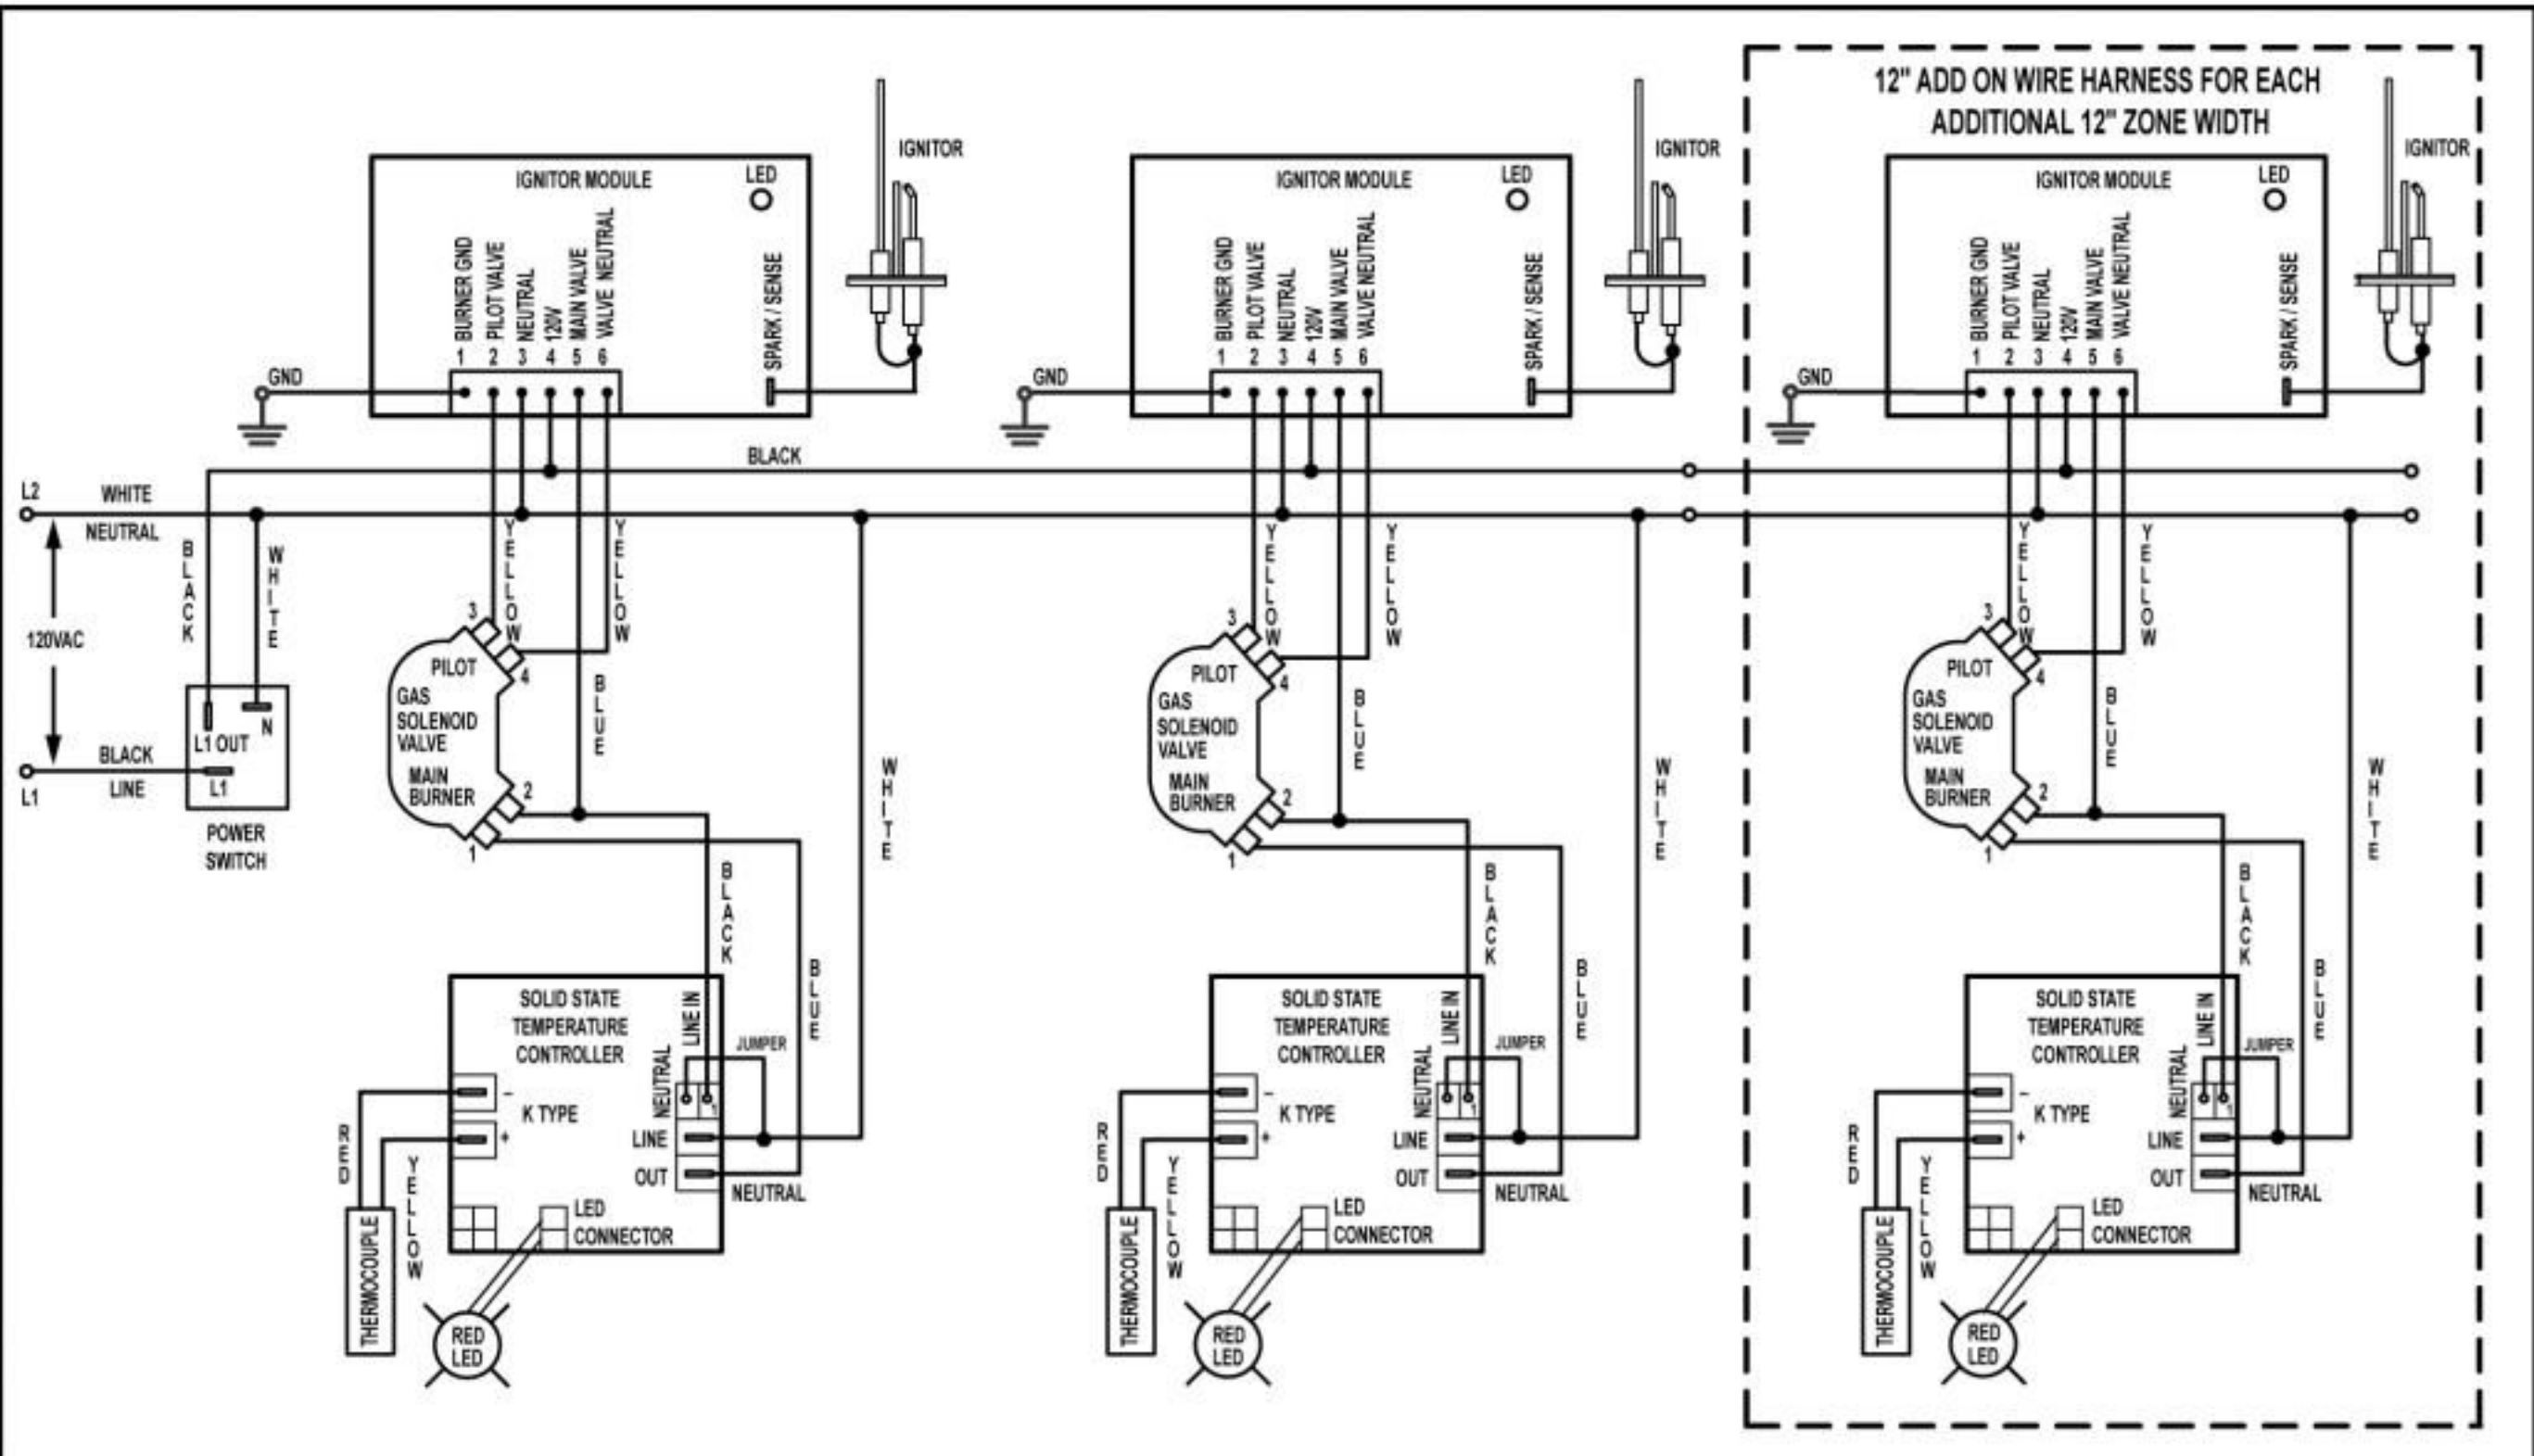 12" ADD ON WIRE HARNESS FOR EACH
ADDITIONAL 12" ZONE WIDTH
IGNITOR MODULE
LED
IGNITOR
BURNER GND
PILOT VALVE
NEUTRAL
120V
MAIN VALVE
VALVE NEUTRAL
SPARK / SENSE
1 2 3 4 5 6
GND
IGNITOR MODULE
LED
IGNITOR
BURNER GND
PILOT VALVE
NEUTRAL
120V
MAIN VALVE
VALVE NEUTRAL
SPARK / SENSE
1 2 3 4 5 6
GND
IGNITOR MODULE
LED
IGNITOR
BURNER GND
PILOT VALVE
NEUTRAL
120V
MAIN VALVE
VALVE NEUTRAL
SPARK / SENSE
1 2 3 4 5 6
GND
BLACK
L2
WHITE
NEUTRAL
120VAC
BLACK
WHITE
L1 OUT
N
L1
BLACK
LINE
L1
POWER
SWITCH
YELLOW
YELLOW
3
PILOT
4
GAS
SOLENOID
VALVE
MAIN
BURNER
2
1
BLUE
WHITE
BLACK
BLUE
YELLOW
YELLOW
3
PILOT
4
GAS
SOLENOID
VALVE
MAIN
BURNER
2
1
BLUE
WHITE
BLACK
BLUE
YELLOW
YELLOW
3
PILOT
4
GAS
SOLENOID
VALVE
MAIN
BURNER
2
1
BLUE
WHITE
BLACK
BLUE
SOLID STATE
TEMPERATURE
CONTROLLER
NEUTRAL
LINE IN
JUMPER
1
-
K TYPE
+
LINE
OUT
NEUTRAL
RED
YELLOW
THERMOCOUPLE
LED
CONNECTOR
RED
LED
SOLID STATE
TEMPERATURE
CONTROLLER
NEUTRAL
LINE IN
JUMPER
1
-
K TYPE
+
LINE
OUT
NEUTRAL
RED
YELLOW
THERMOCOUPLE
LED
CONNECTOR
RED
LED
SOLID STATE
TEMPERATURE
CONTROLLER
NEUTRAL
LINE IN
JUMPER
1
-
K TYPE
+
LINE
OUT
NEUTRAL
RED
YELLOW
THERMOCOUPLE
LED
CONNECTOR
RED
LED